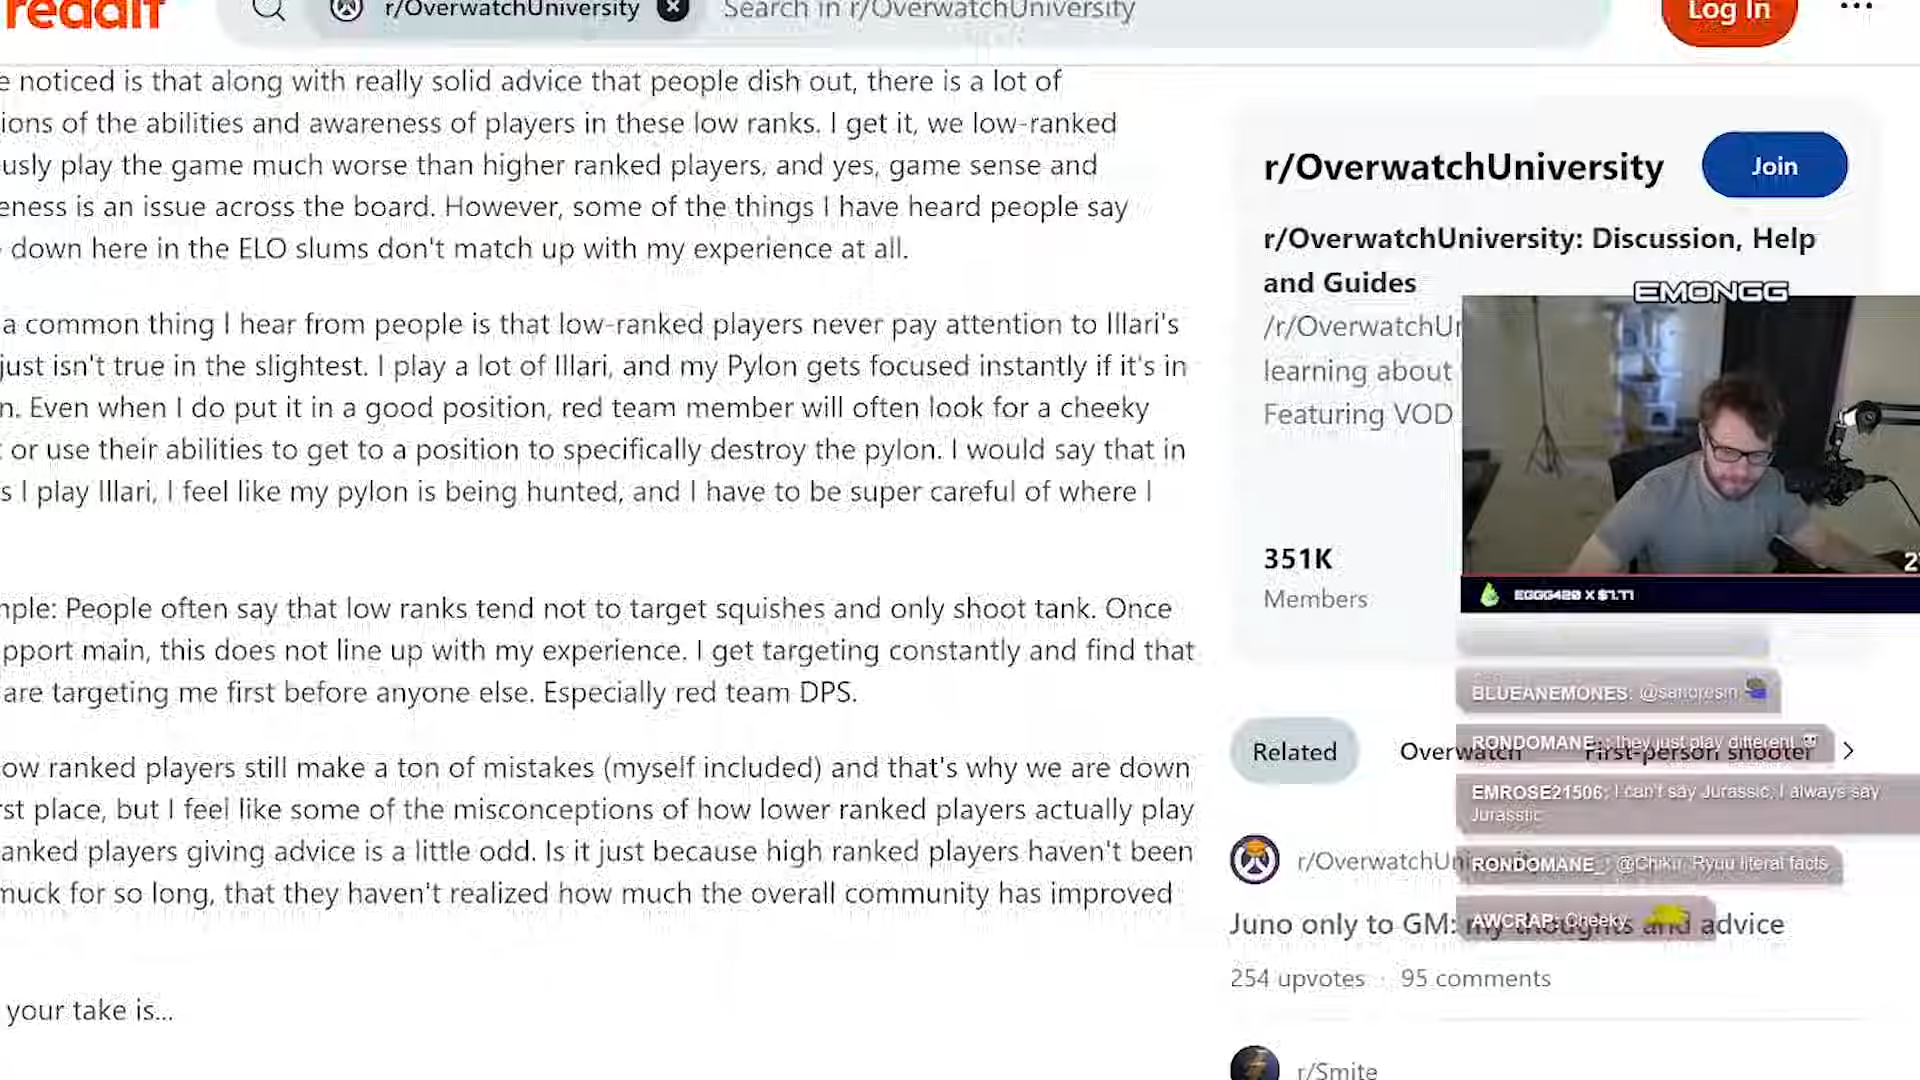 reddit
r/OverwatchUniversity
Search in r/OverwatchUniversity
Log In
e noticed is that along with really solid advice that people dish out, there is a lot of
ions of the abilities and awareness of players in these low ranks. I get it, we low-ranked
usly play the game much worse than higher ranked players, and yes, game sense and
eness is an issue across the board. However, some of the things I have heard people say
down here in the ELO slums don't match up with my experience at all.
a common thing I hear from people is that low-ranked players never pay attention to Illari's
just isn't true in the slightest. I play a lot of Illari, and my Pylon gets focused instantly if it's in
n. Even when I do put it in a good position, red team member will often look for a cheeky
or use their abilities to get to a position to specifically destroy the pylon. I would say that in
s I play Illari, I feel like my pylon is being hunted, and I have to be super careful of where I
nple: People often say that low ranks tend not to target squishes and only shoot tank. Once
pport main, this does not line up with my experience. I get targeting constantly and find that
are targeting me first before anyone else. Especially red team DPS.
ow ranked players still make a ton of mistakes (myself included) and that's why we are down
rst place, but I feel like some of the misconceptions of how lower ranked players actually play
anked players giving advice is a little odd. Is it just because high ranked players haven't been
muck for so long, that they haven't realized how much the overall community has improved
your take is...
r/OverwatchUniversity
Join
r/OverwatchUniversity: Discussion, Help
and Guides
/r/OverwatchUr
learning about
Featuring VOD
351K
Members
EMONGG
EGGG420 X $1.77
BLUEANEMONES: @sanoresin
RONDOMANE_: they just play different
EMROSE21506: I can't say Jurassic, I always say
Jurasstic
RONDOMANE_: @Chikir_Ryuu literal facts
AWCRAP: Cheeky
Related
Overwatch
First-person shooter
r/OverwatchUni
Juno only to GM: my thoughts and advice
254 upvotes · 95 comments
r/Smite